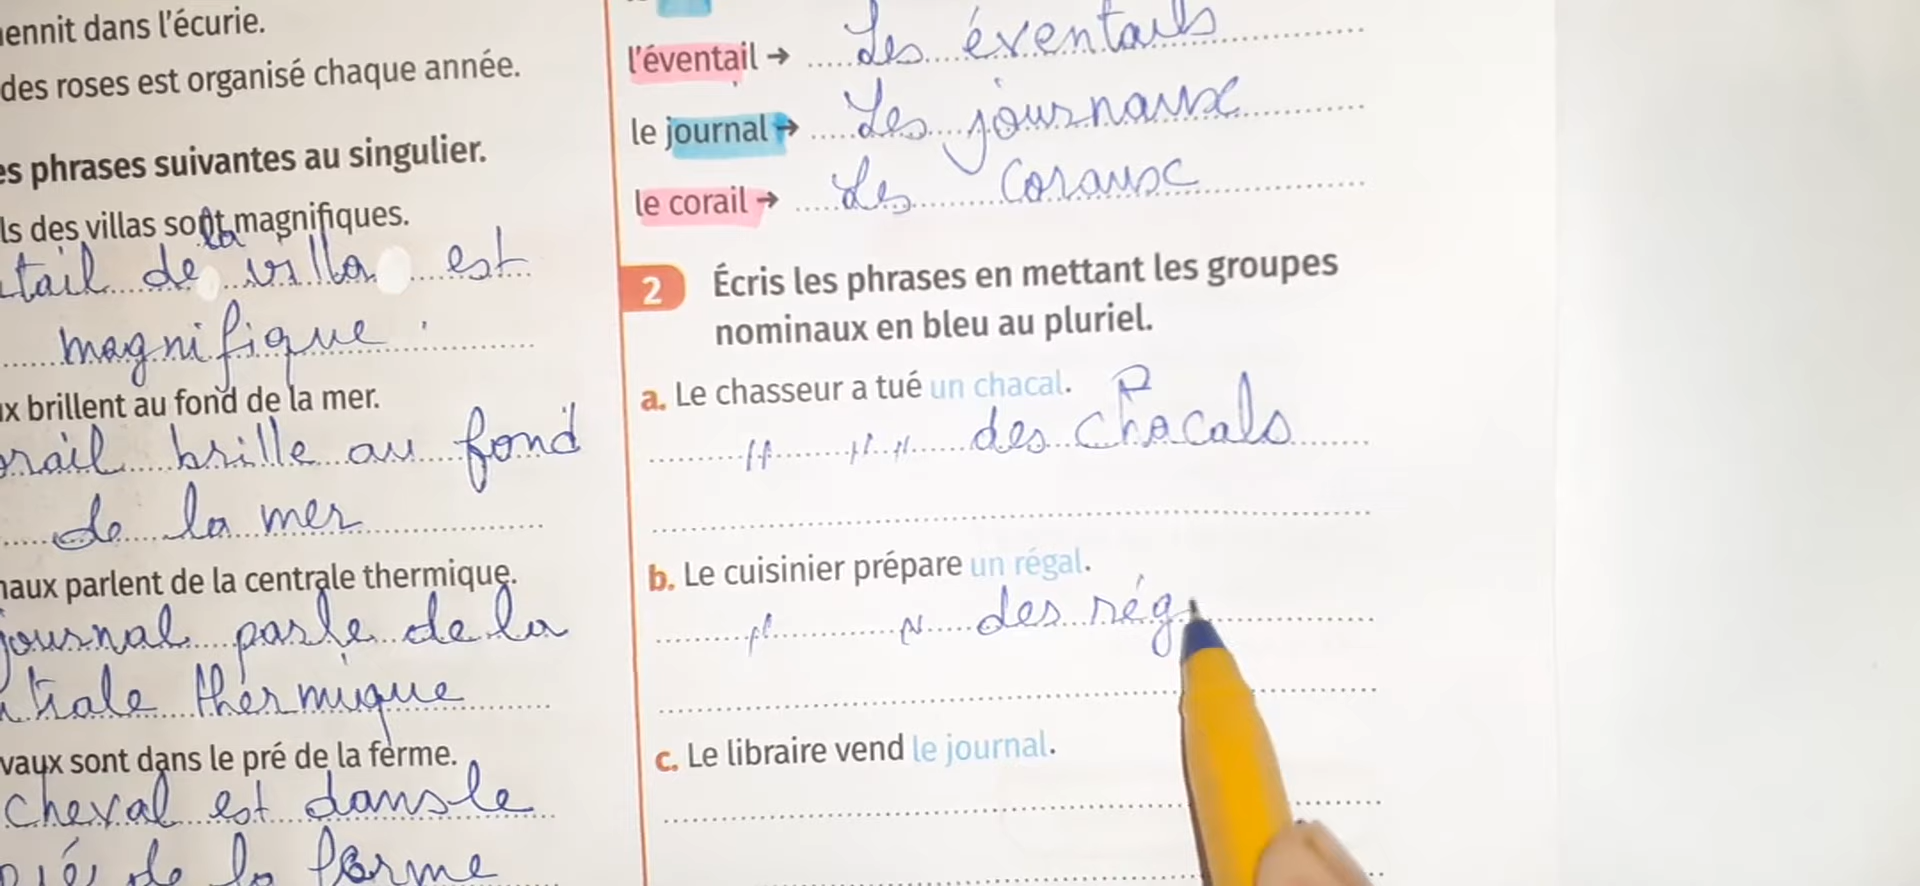 ennit dans l'écurie.
des roses est organisé chaque année.
es phrases suivantes au singulier.
ls des villas sont magnifiques.
la
tail de villa est
magnifique.
x brillent au fond de la mer.
rail brille au fond
de la mer
naux parlent de la centrale thermique.
journal parle de la
trale thermique
vaux sont dans le pré de la ferme.
cheval est dans le
pré de la ferme
l'éventail → Les éventails
le journal → Les journaux
le corail → Les coraux
2 Écris les phrases en mettant les groupes
nominaux en bleu au pluriel.
a. Le chasseur a tué un chacal.
" " " des chacals
b. Le cuisinier prépare un régal.
" " des rég
c. Le libraire vend le journal.